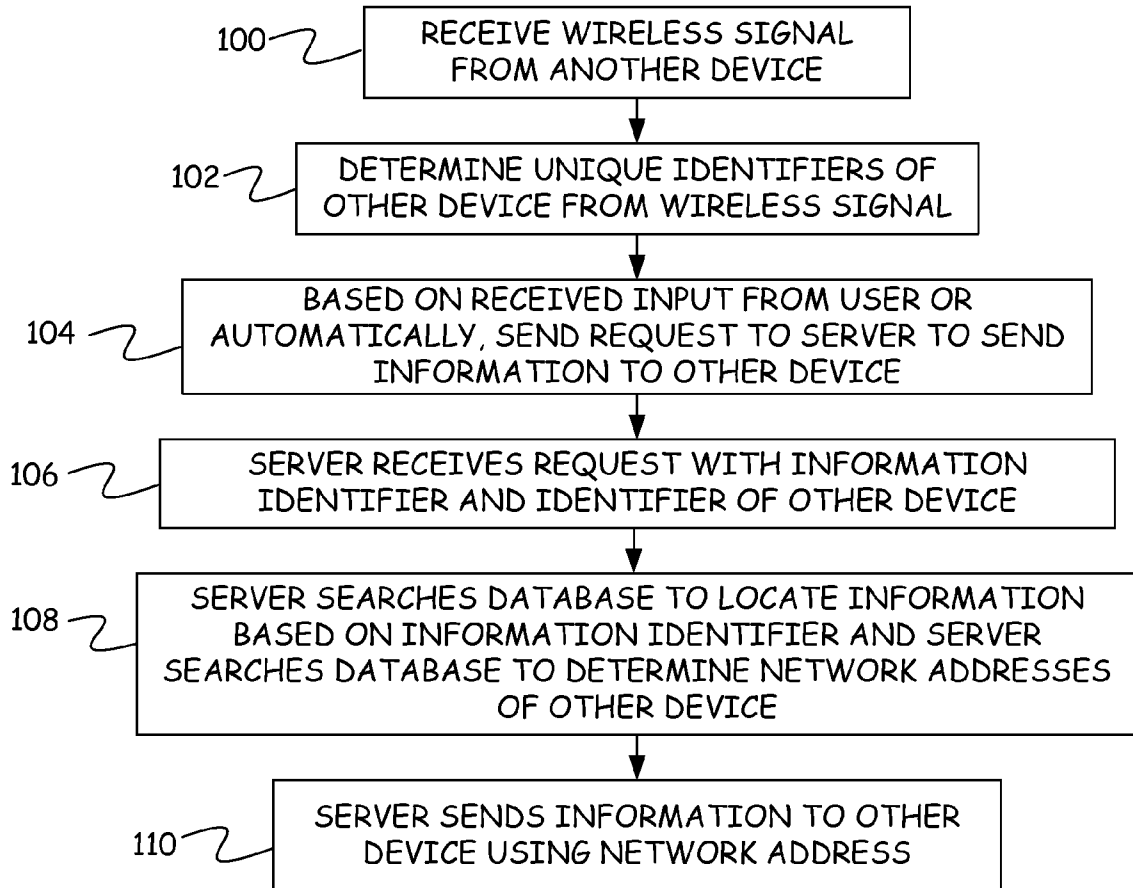 100
RECEIVE WIRELESS SIGNAL
FROM ANOTHER DEVICE
102
DETERMINE UNIQUE IDENTIFIERS OF
OTHER DEVICE FROM WIRELESS SIGNAL
104
BASED ON RECEIVED INPUT FROM USER OR
AUTOMATICALLY, SEND REQUEST TO SERVER TO SEND
INFORMATION TO OTHER DEVICE
106
SERVER RECEIVES REQUEST WITH INFORMATION
IDENTIFIER AND IDENTIFIER OF OTHER DEVICE
108
SERVER SEARCHES DATABASE TO LOCATE INFORMATION
BASED ON INFORMATION IDENTIFIER AND SERVER
SEARCHES DATABASE TO DETERMINE NETWORK ADDRESSES
OF OTHER DEVICE
110
SERVER SENDS INFORMATION TO OTHER
DEVICE USING NETWORK ADDRESS